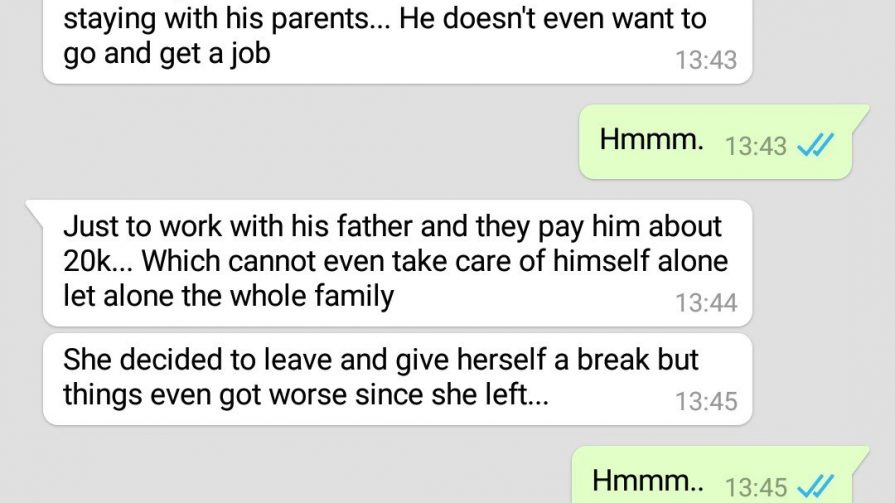 staying with his parents... He doesn't even want to
go and get a job
13:43
Hmmm. 13:43
Just to work with his father and they pay him about
20k... Which cannot even take care of himself alone
let alone the whole family
13:44
She decided to leave and give herself a break but
things even got worse since she left...
13:45
Hmmm.. 13:45